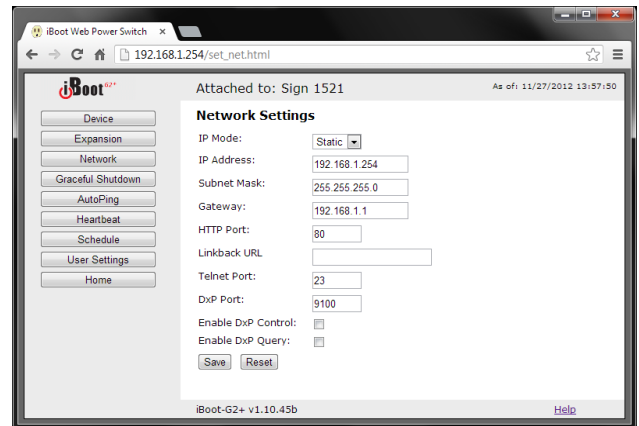 iBoot Web Power Switch
192.168.1.254/set_net.html
iBoot G2+
Attached to: Sign 1521
As of: 11/27/2012 13:57:50
Device
Expansion
Network
Graceful Shutdown
AutoPing
Heartbeat
Schedule
User Settings
Home
Network Settings
IP Mode: Static
IP Address: 192.168.1.254
Subnet Mask: 255.255.255.0
Gateway: 192.168.1.1
HTTP Port: 80
Linkback URL
Telnet Port: 23
DxP Port: 9100
Enable DxP Control:
Enable DxP Query:
Save Reset
iBoot-G2+ v1.10.45b
Help